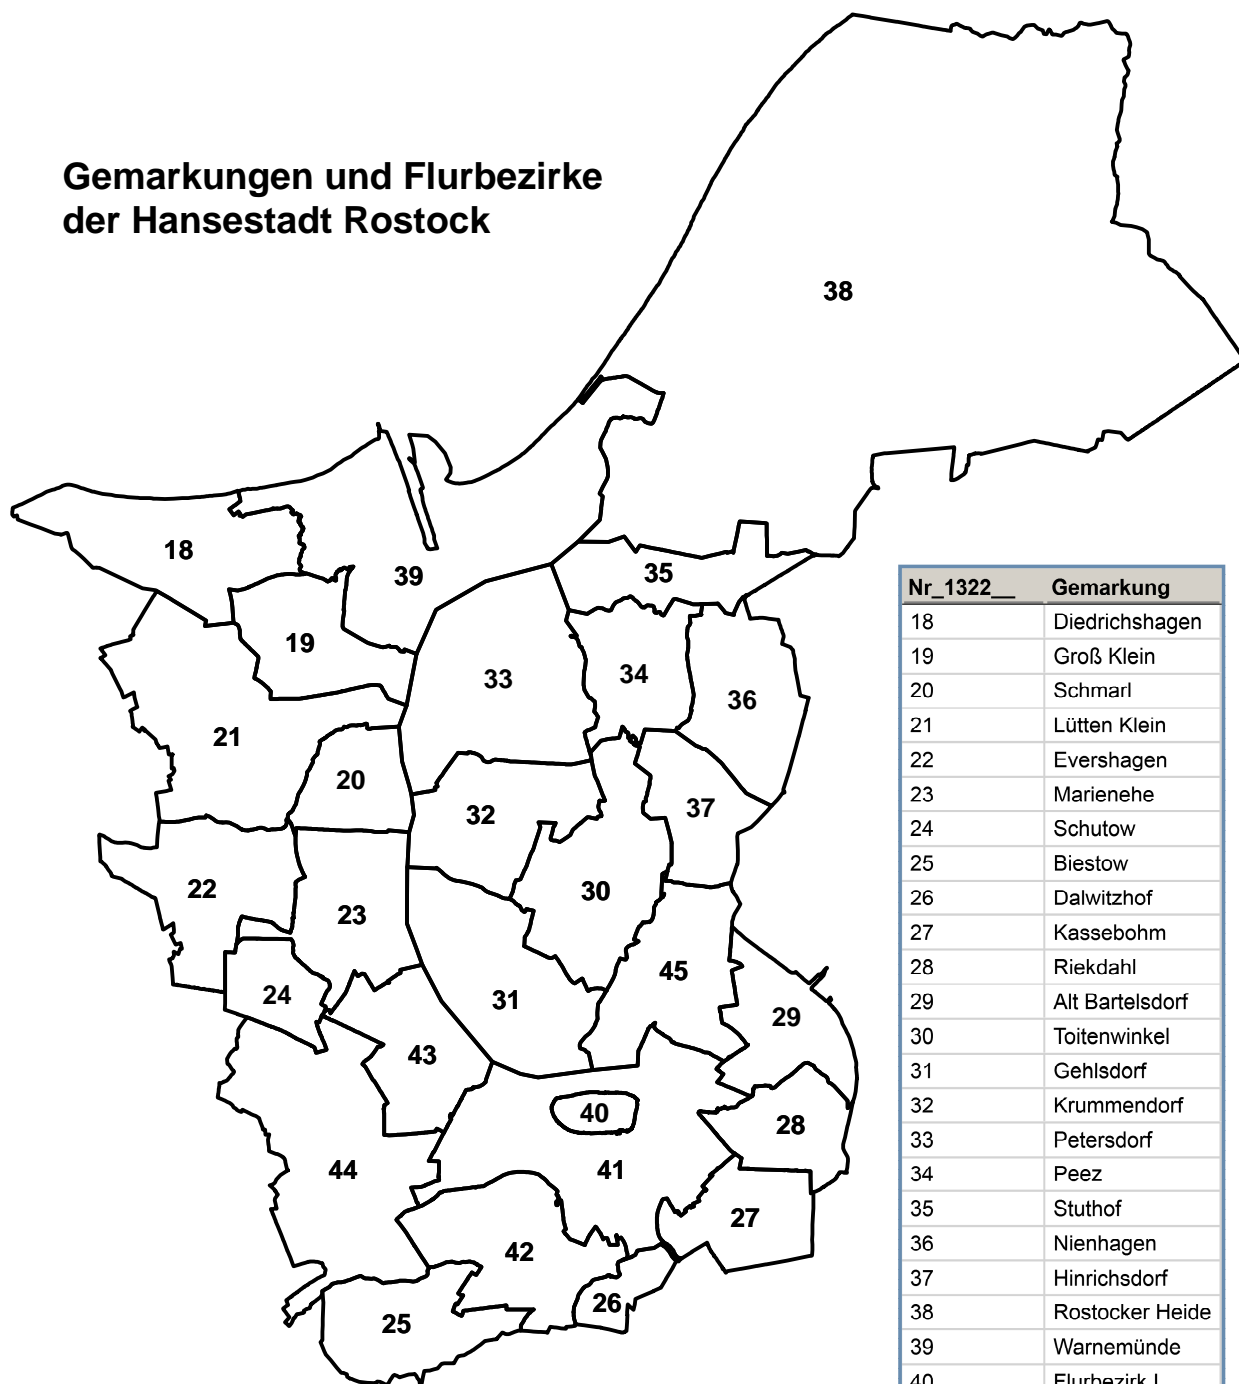 Gemarkungen und Flurbezirke
der Hansestadt Rostock
38
18
39
35
19
33
34
36
21
20
32
37
22
30
23
45
24
31
29
43
40
28
44
41
27
42
26
25
Nr_1322__ Gemarkung
18 Diedrichshagen
19 Groß Klein
20 Schmarl
21 Lütten Klein
22 Evershagen
23 Marienehe
24 Schutow
25 Biestow
26 Dalwitzhof
27 Kassebohm
28 Riekdahl
29 Alt Bartelsdorf
30 Toitenwinkel
31 Gehlsdorf
32 Krummendorf
33 Petersdorf
34 Peez
35 Stuthof
36 Nienhagen
37 Hinrichsdorf
38 Rostocker Heide
39 Warnemünde
40 Flurbezirk I